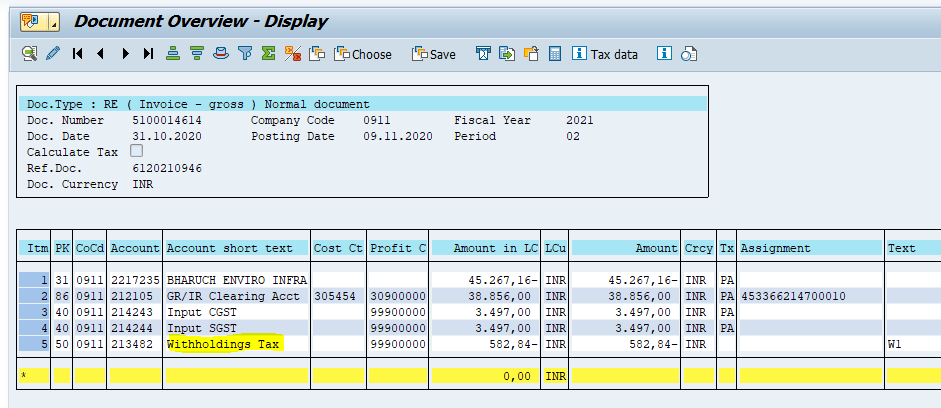 Document Overview - Display
Choose Save Tax data
Doc.Type : RE ( Invoice - gross ) Normal document
Doc. Number 5100014614 Company Code 0911 Fiscal Year 2021
Doc. Date 31.10.2020 Posting Date 09.11.2020 Period 02
Calculate Tax
Ref.Doc. 6120210946
Doc. Currency INR
Itm PK CoCd Account Account short text Cost Ct Profit C Amount in LC LCu Amount Crcy Tx Assignment Text
1 31 0911 2217235 BHARUCH ENVIRO INFRA 45.267,16- INR 45.267,16- INR PA
2 86 0911 212105 GR/IR Clearing Acct 305454 30900000 38.856,00 INR 38.856,00 INR PA 453366214700010
3 40 0911 214243 Input CGST 99900000 3.497,00 INR 3.497,00 INR PA
4 40 0911 214244 Input SGST 99900000 3.497,00 INR 3.497,00 INR PA
5 50 0911 213482 Withholdings Tax 99900000 582,84- INR 582,84- INR W1
* 0,00 INR